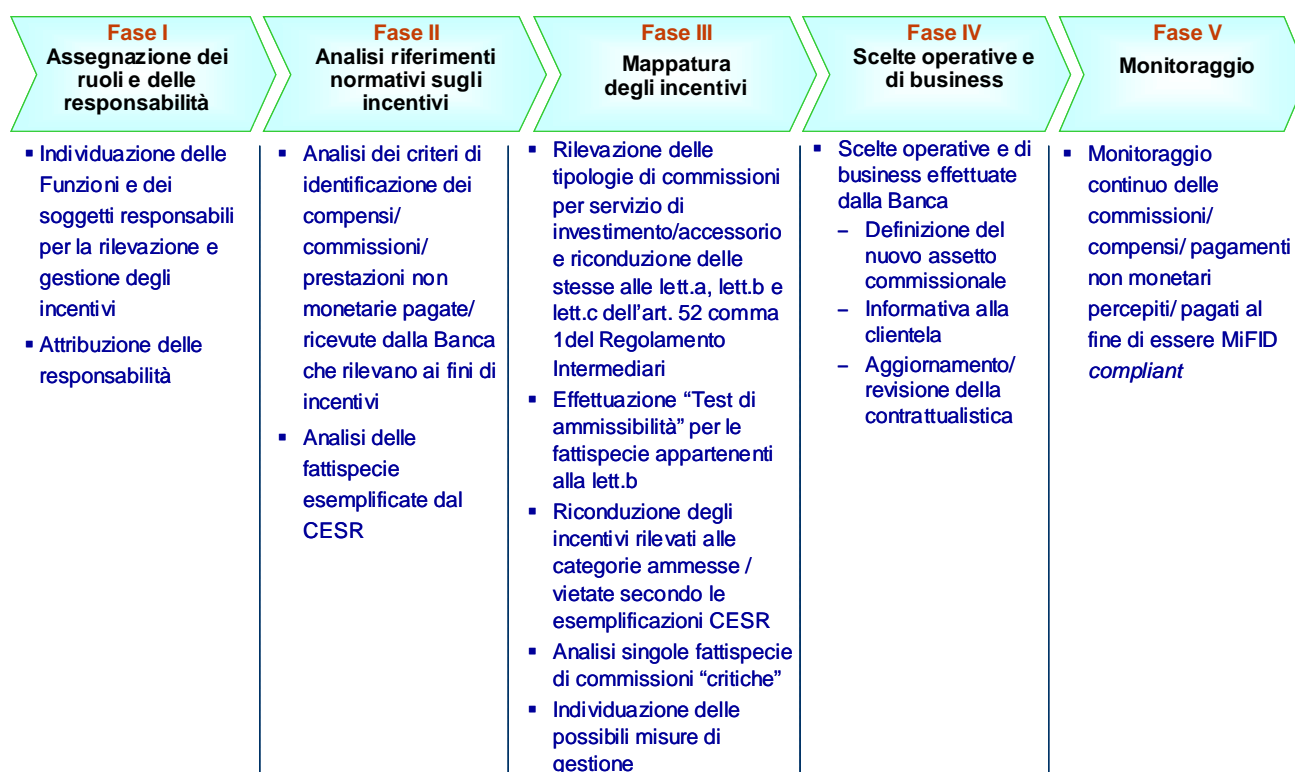 Fase I
Assegnazione dei
ruoli e delle
responsabilità
▪ Individuazione delle
Funzioni e dei
soggetti responsabili
per la rilevazione e
gestione degli
incentivi
▪ Attribuzione delle
responsabilità
Fase II
Analisi riferimenti
normativi sugli
incentivi
▪ Analisi dei criteri di
identificazione dei
compensi/
commissioni/
prestazioni non
monetarie pagate/
ricevute dalla Banca
che rilevano ai fini di
incentivi
▪ Analisi delle
fattispecie
esemplificate dal
CESR
Fase III
Mappatura
degli incentivi
▪ Rilevazione delle
tipologie di commissioni
per servizio di
investimento/accessorio
e riconduzione delle
stesse alle lett.a, lett.b e
lett.c dell'art. 52 comma
1del Regolamento
Intermediari
▪ Effettuazione "Test di
ammissibilità" per le
fattispecie appartenenti
alla lett.b
▪ Riconduzione degli
incentivi rilevati alle
categorie ammesse /
vietate secondo le
esemplificazioni CESR
▪ Analisi singole fattispecie
di commissioni "critiche"
▪ Individuazione delle
possibili misure di
gestione
Fase IV
Scelte operative e
di business
▪ Scelte operative e di
business effettuate
dalla Banca
– Definizione del
nuovo assetto
commissionale
– Informativa alla
clientela
– Aggiornamento/
revisione della
contrattualistica
Fase V
Monitoraggio
▪ Monitoraggio
continuo delle
commissioni/
compensi/ pagamenti
non monetari
percepiti/ pagati al
fine di essere MiFID
compliant